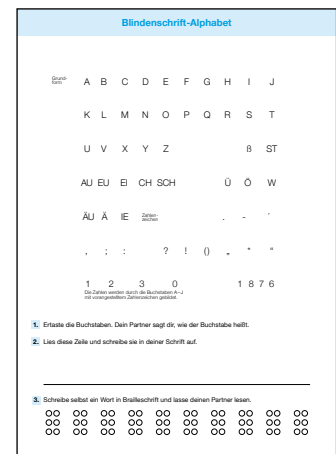 Blindenschrift-Alphabet
Grund-
form
A B C D E F G H I J
K L M N O P Q R S T
U V X Y Z ß ST
AU EU EI CH SCH Ü Ö W
ÄU Ä IE Zahlen-
zeichen . - ´
, ; : ? ! () „ * “
1 2 3 0 1 8 7 6
Die Zahlen werden durch die Buchstaben A–J
mit vorangestelltem Zahlenzeichen gebildet.
1. Ertaste die Buchstaben. Dein Partner sagt dir, wie der Buchstabe heißt.
2. Lies diese Zeile und schreibe sie in deiner Schrift auf.
3. Schreibe selbst ein Wort in Brailleschrift und lasse deinen Partner lesen.